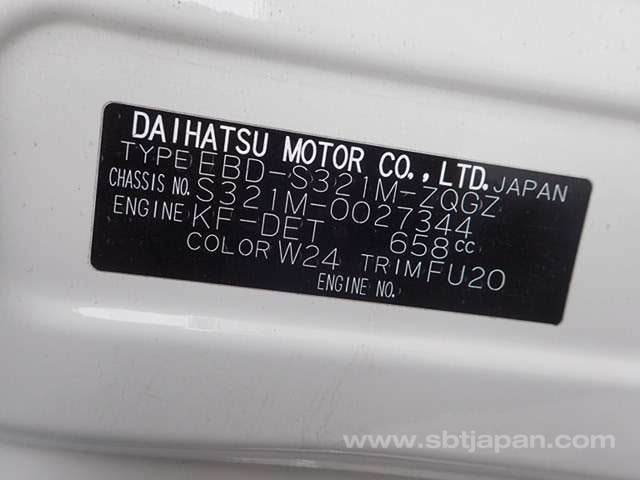 DAIHATSU MOTOR CO., LTD. JAPAN
TYPE EBD-S321M-ZQGZ
CHASSIS NO. S321M-0027344
ENGINE KF-DET 658cc
COLOR W24 TRIM FU20
ENGINE NO.
www.sbtjapan.com